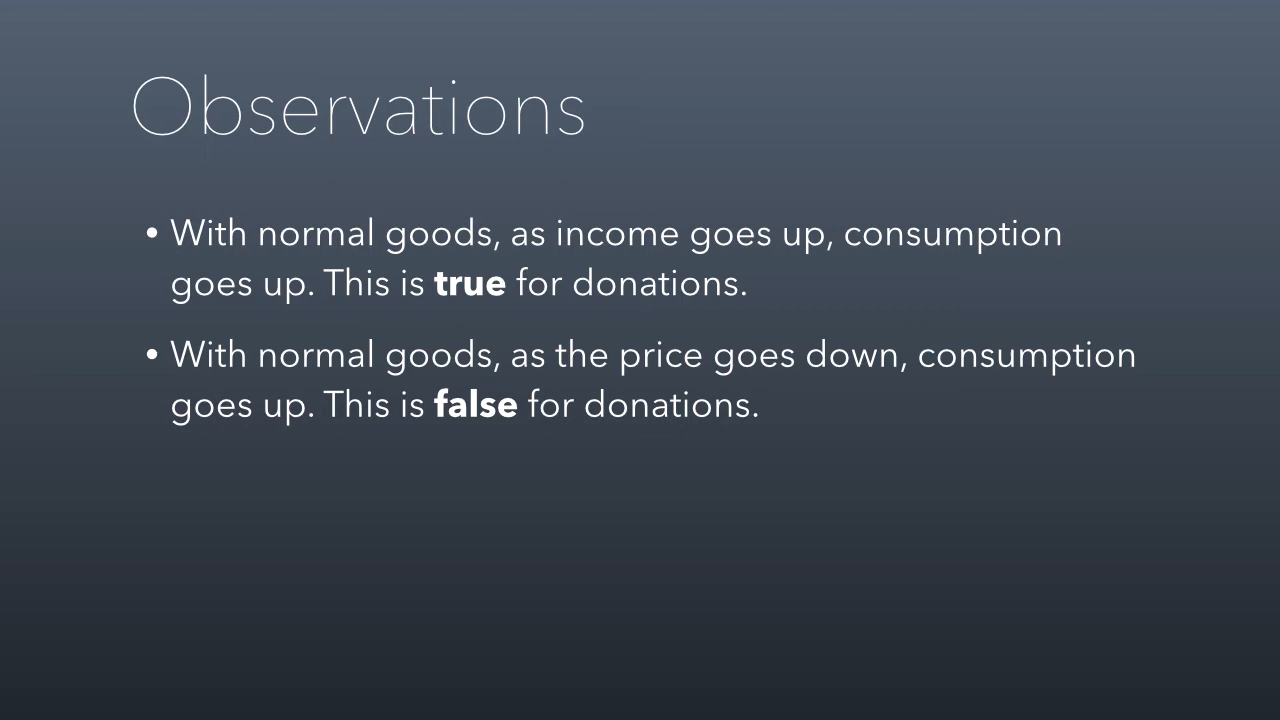 Observations
• With normal goods, as income goes up, consumption
goes up. This is true for donations.
• With normal goods, as the price goes down, consumption
goes up. This is false for donations.